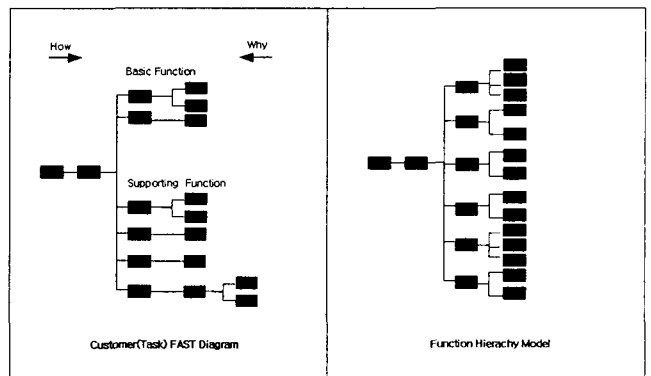 How
Why
Basic Function
Supporting Function
Customer(Task) FAST Diagram
Function Hierachy Model